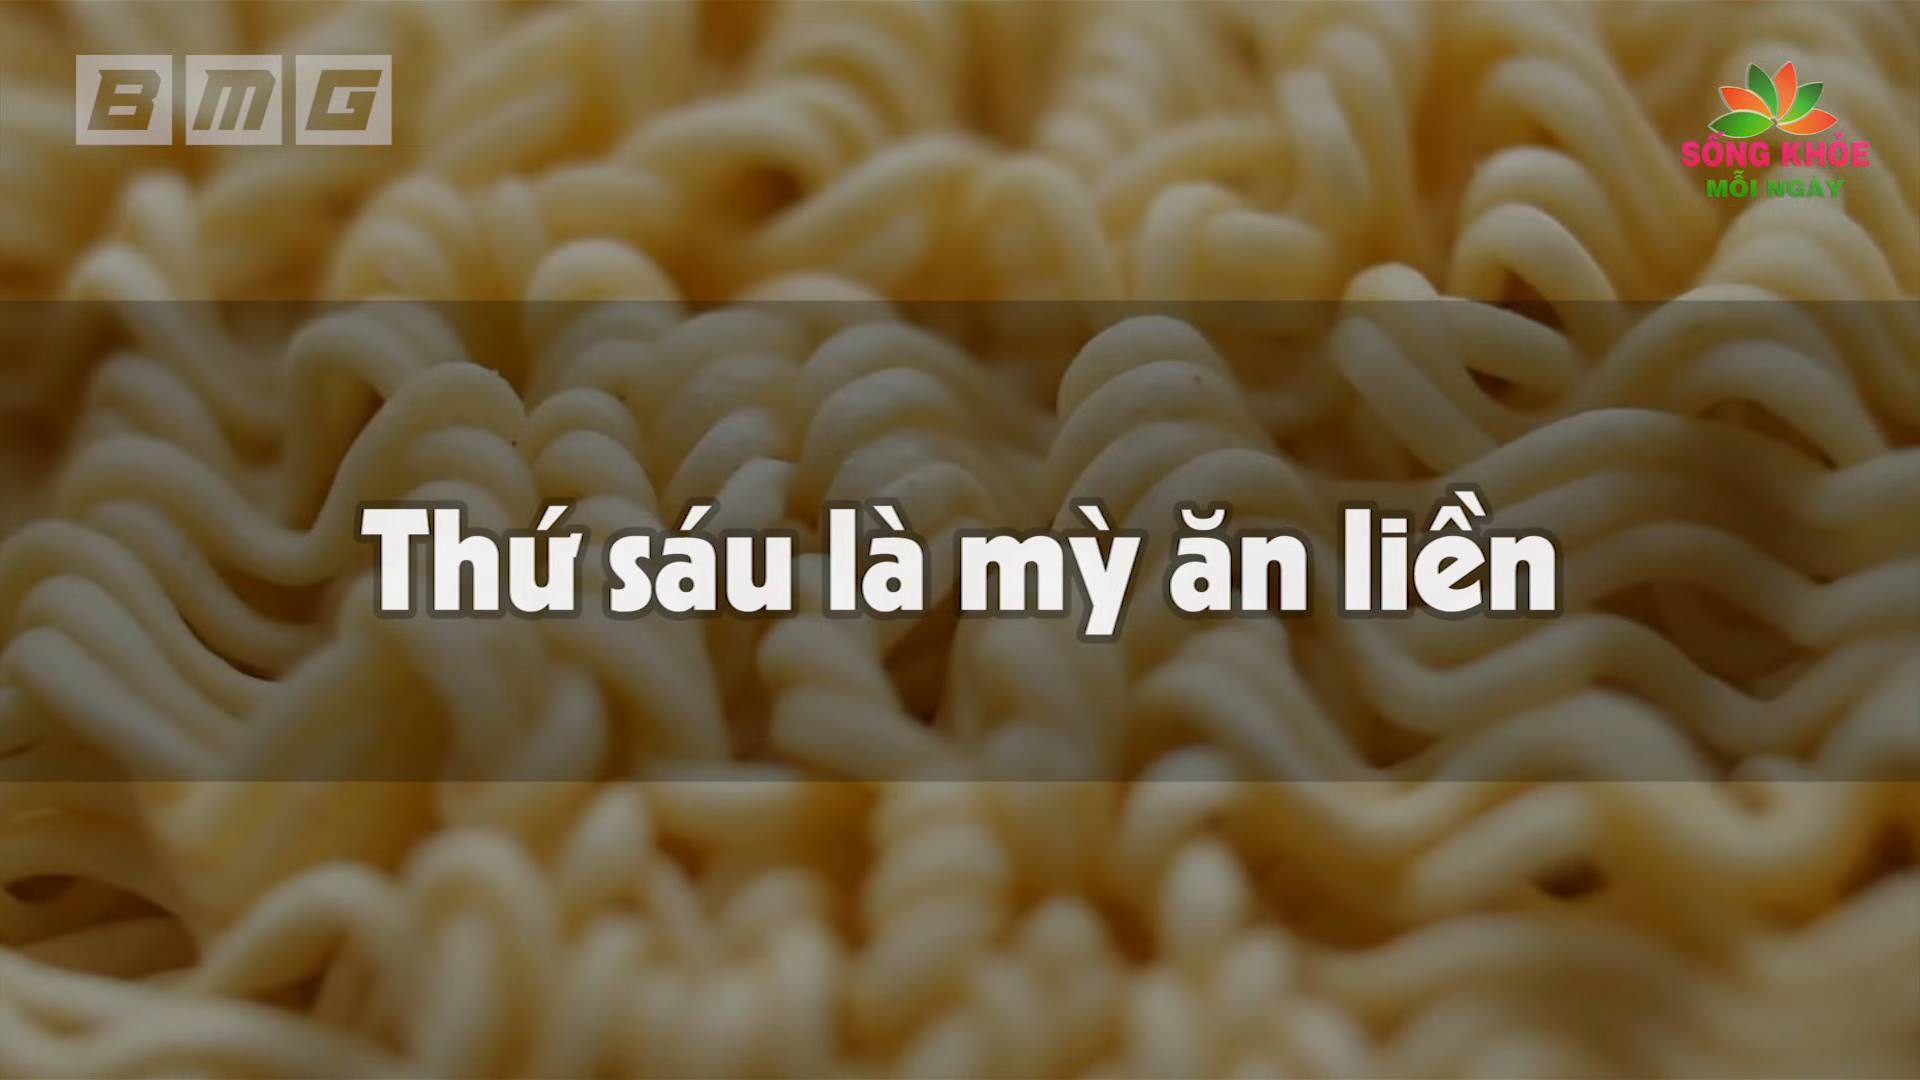 BMG
SỐNG KHỎE
MỖI NGÀY
Thứ sáu là mỳ ăn liền